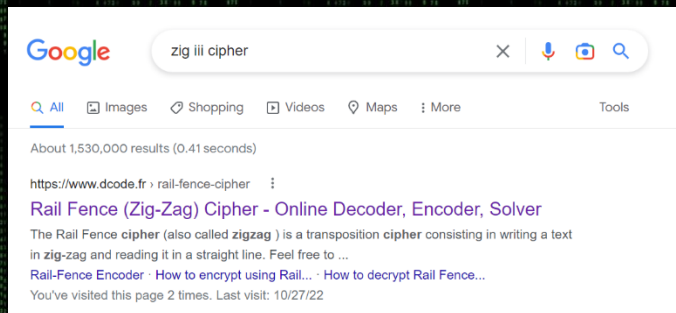 Google
zig iii cipher
All Images Shopping Videos Maps More Tools
About 1,530,000 results (0.41 seconds)
https://www.dcode.fr › rail-fence-cipher
Rail Fence (Zig-Zag) Cipher - Online Decoder, Encoder, Solver
The Rail Fence cipher (also called zigzag ) is a transposition cipher consisting in writing a text
in zig-zag and reading it in a straight line. Feel free to ...
Rail-Fence Encoder · How to encrypt using Rail... · How to decrypt Rail Fence...
You've visited this page 2 times. Last visit: 10/27/22